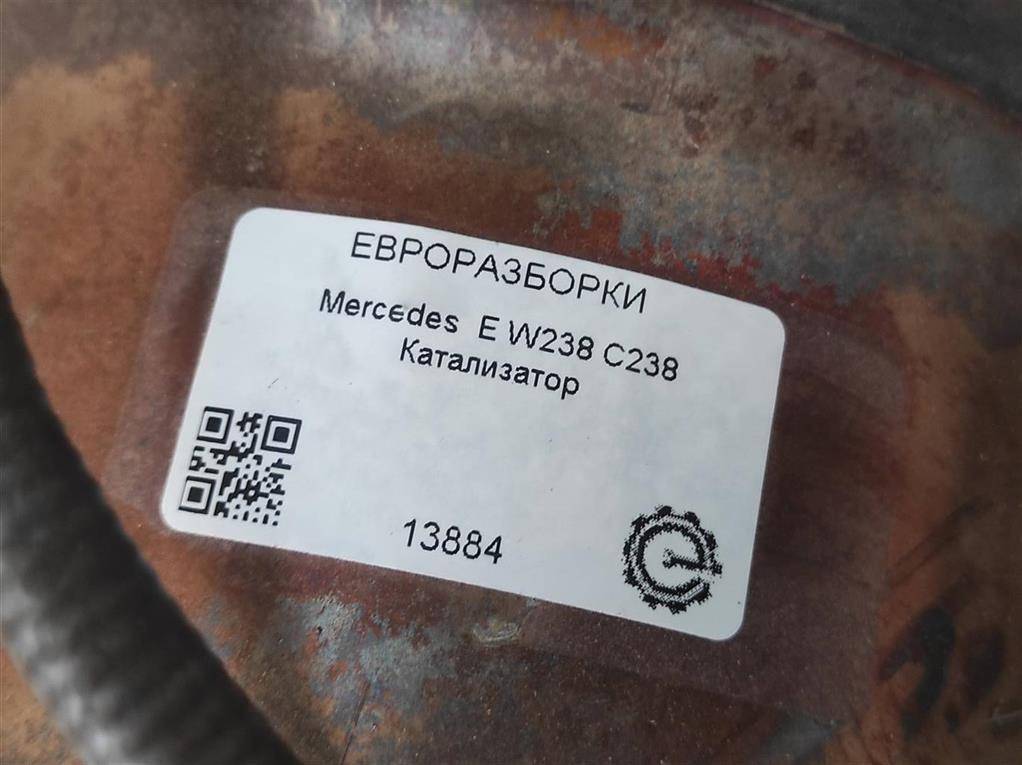 ЕВРОРАЗБОРКИ
Mercedes E W238 C238
Катализатор
13884